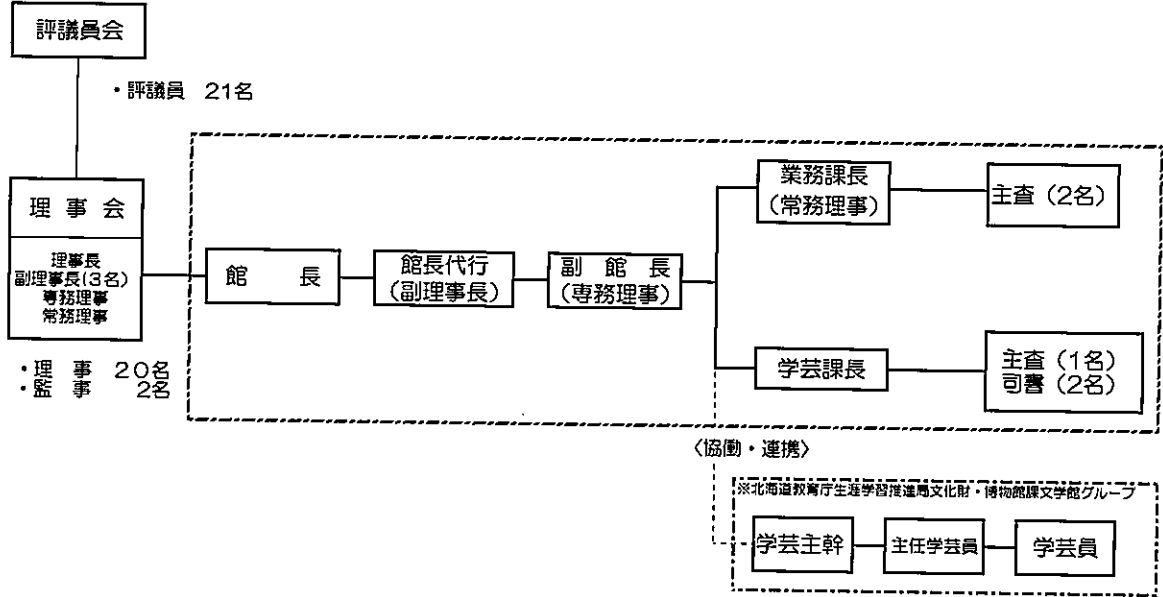 評議員会
・評議員 21名
理事会
理事長
副理事長(3名)
専務理事
常務理事
・理事 20名
・監事 2名
館長
館長代行
(副理事長)
副館長
(専務理事)
業務課長
(常務理事)
主査(2名)
学芸課長
主査(1名)
司書(2名)
〈協働・連携〉
※北海道教育庁生涯学習推進局文化財・博物館課文学館グループ
学芸主幹
主任学芸員
学芸員